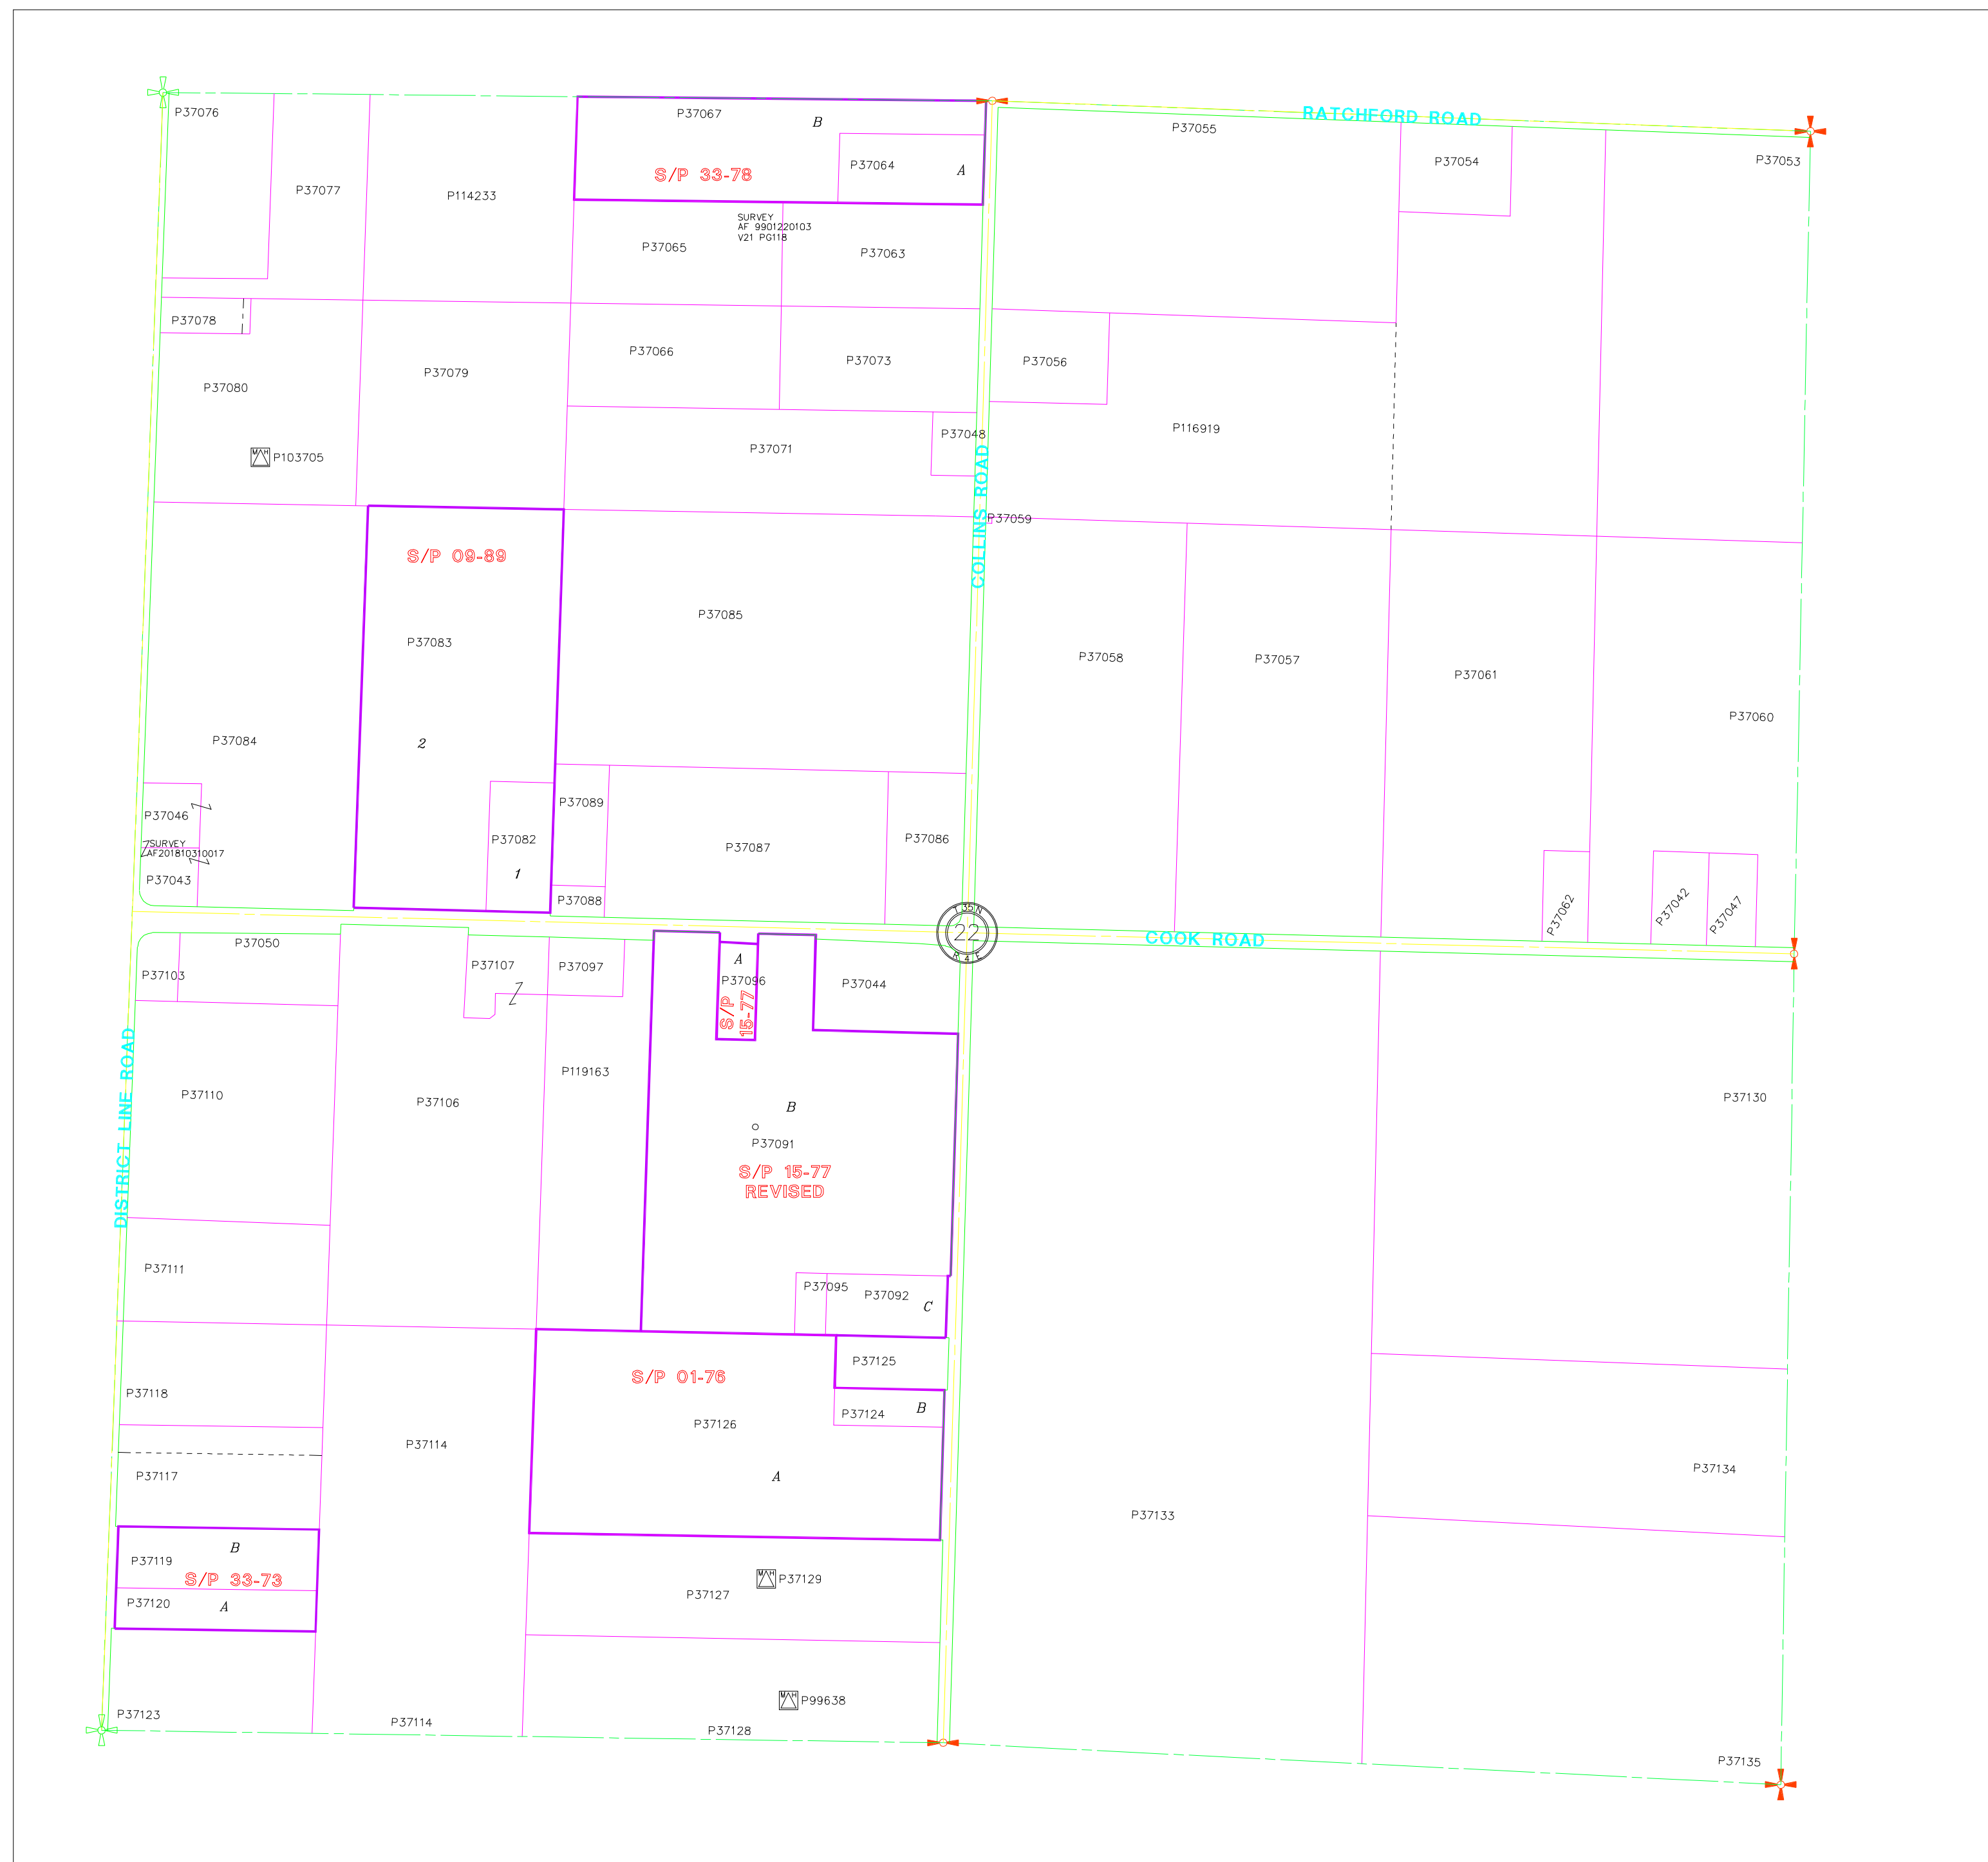 RATCHFORD ROAD
P37076
P37067
B
P37055
P37054
P37053
P37064
A
S/P 33-78
P37077
P114233
SURVEY
AF 9901220103
V21 PG118
P37065
P37063
P37078
P37066
P37073
P37056
P37080
P37079
P37048
P116919
P37071
M H
P103705
COLLINS ROAD
P37059
S/P 09-89
P37083
P37085
P37058
P37057
P37061
P37060
P37084
2
P37046
P37089
SURVEY
AF201810310017
P37082
P37087
P37086
1
P37043
P37088
P37062
P37042
P37047
T 35 N
22
R 4 E
COOK ROAD
P37050
P37103
P37107
P37097
A
P37096
S/P
15-77
P37044
DISTRICT LINE ROAD
P37110
P37106
P119163
B
P37091
P37130
S/P 15-77
REVISED
P37111
P37095
P37092
C
P37125
S/P 01-76
P37118
P37124
B
P37126
P37114
A
P37117
P37134
P37133
B
P37119
S/P 33-73
P37120
A
M H
P37129
P37127
M H
P99638
P37123
P37114
P37128
P37135